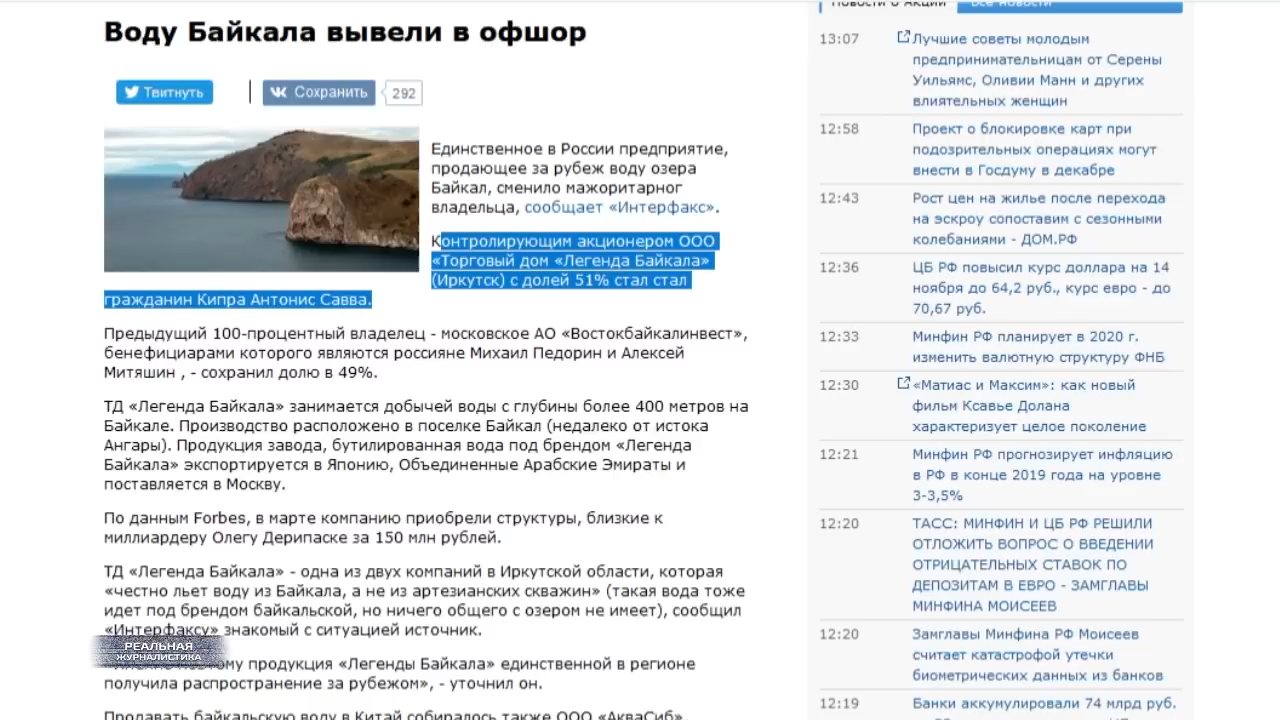 Воду Байкала вывели в офшор
Твитнуть
Сохранить
292
Единственное в России предприятие,
продающее за рубеж воду озера
Байкал, сменило мажоритарного
владельца, сообщает «Интерфакс».
Контролирующим акционером ООО
«Торговый дом «Легенда Байкала»
(Иркутск) с долей 51% стал стал
гражданин Кипра Антонис Савва.
Предыдущий 100-процентный владелец - московское АО «Востокбайкалинвест»,
бенефициарами которого являются россияне Михаил Педорин и Алексей
Митяшин , - сохранил долю в 49%.
ТД «Легенда Байкала» занимается добычей воды с глубины более 400 метров на
Байкале. Производство расположено в поселке Байкал (недалеко от истока
Ангары). Продукция завода, бутилированная вода под брендом «Легенда
Байкала» экспортируется в Японию, Объединенные Арабские Эмираты и
поставляется в Москву.
По данным Forbes, в марте компанию приобрели структуры, близкие к
миллиардеру Олегу Дерипаске за 150 млн рублей.
ТД «Легенда Байкала» - одна из двух компаний в Иркутской области, которая
«честно льет воду из Байкала, а не из артезианских скважин» (такая вода тоже
идет под брендом байкальской, но ничего общего с озером не имеет), сообщил
«Интерфаксу» знакомый с ситуацией источник.
РЕАЛЬНАЯ
ЖУРНАЛИСТИКА
продукция «Легенды Байкала» единственной в регионе
получила распространение за рубежом», - уточнил он.
Продавать байкальскую воду в Китай собиралось также ООО «АкваСиб»,
Новости
Все новости
13:07
Лучшие советы молодым
предпринимательницам от Серены
Уильямс, Оливии Манн и других
влиятельных женщин
12:58
Проект о блокировке карт при
подозрительных операциях могут
внести в Госдуму в декабре
12:43
Рост цен на жилье после перехода
на эскроу сопоставим с сезонными
колебаниями - ДОМ.РФ
12:36
ЦБ РФ повысил курс доллара на 14
ноября до 64,2 руб., курс евро - до
70,67 руб.
12:33
Минфин РФ планирует в 2020 г.
изменить валютную структуру ФНБ
12:30
«Матиас и Максим»: как новый
фильм Ксавье Долана
характеризует целое поколение
12:21
Минфин РФ прогнозирует инфляцию
в РФ в конце 2019 года на уровне
3-3,5%
12:20
ТАСС: МИНФИН И ЦБ РФ РЕШИЛИ
ОТЛОЖИТЬ ВОПРОС О ВВЕДЕНИИ
ОТРИЦАТЕЛЬНЫХ СТАВОК ПО
ДЕПОЗИТАМ В ЕВРО - ЗАМГЛАВЫ
МИНФИНА МОИСЕЕВ
12:20
Замглавы Минфина РФ Моисеев
считает катастрофой утечки
биометрических данных из банков
12:19
Банки аккумулировали 74 млрд руб.